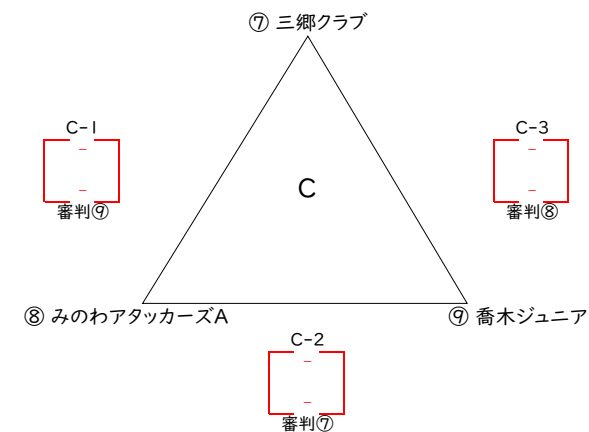 ⑦ 三郷クラブ
C-1
–
–
審判⑨
C
C-3
–
–
審判⑧
⑧ みのわアタッカーズA
⑨ 喬木ジュニア
C-2
–
–
審判⑦